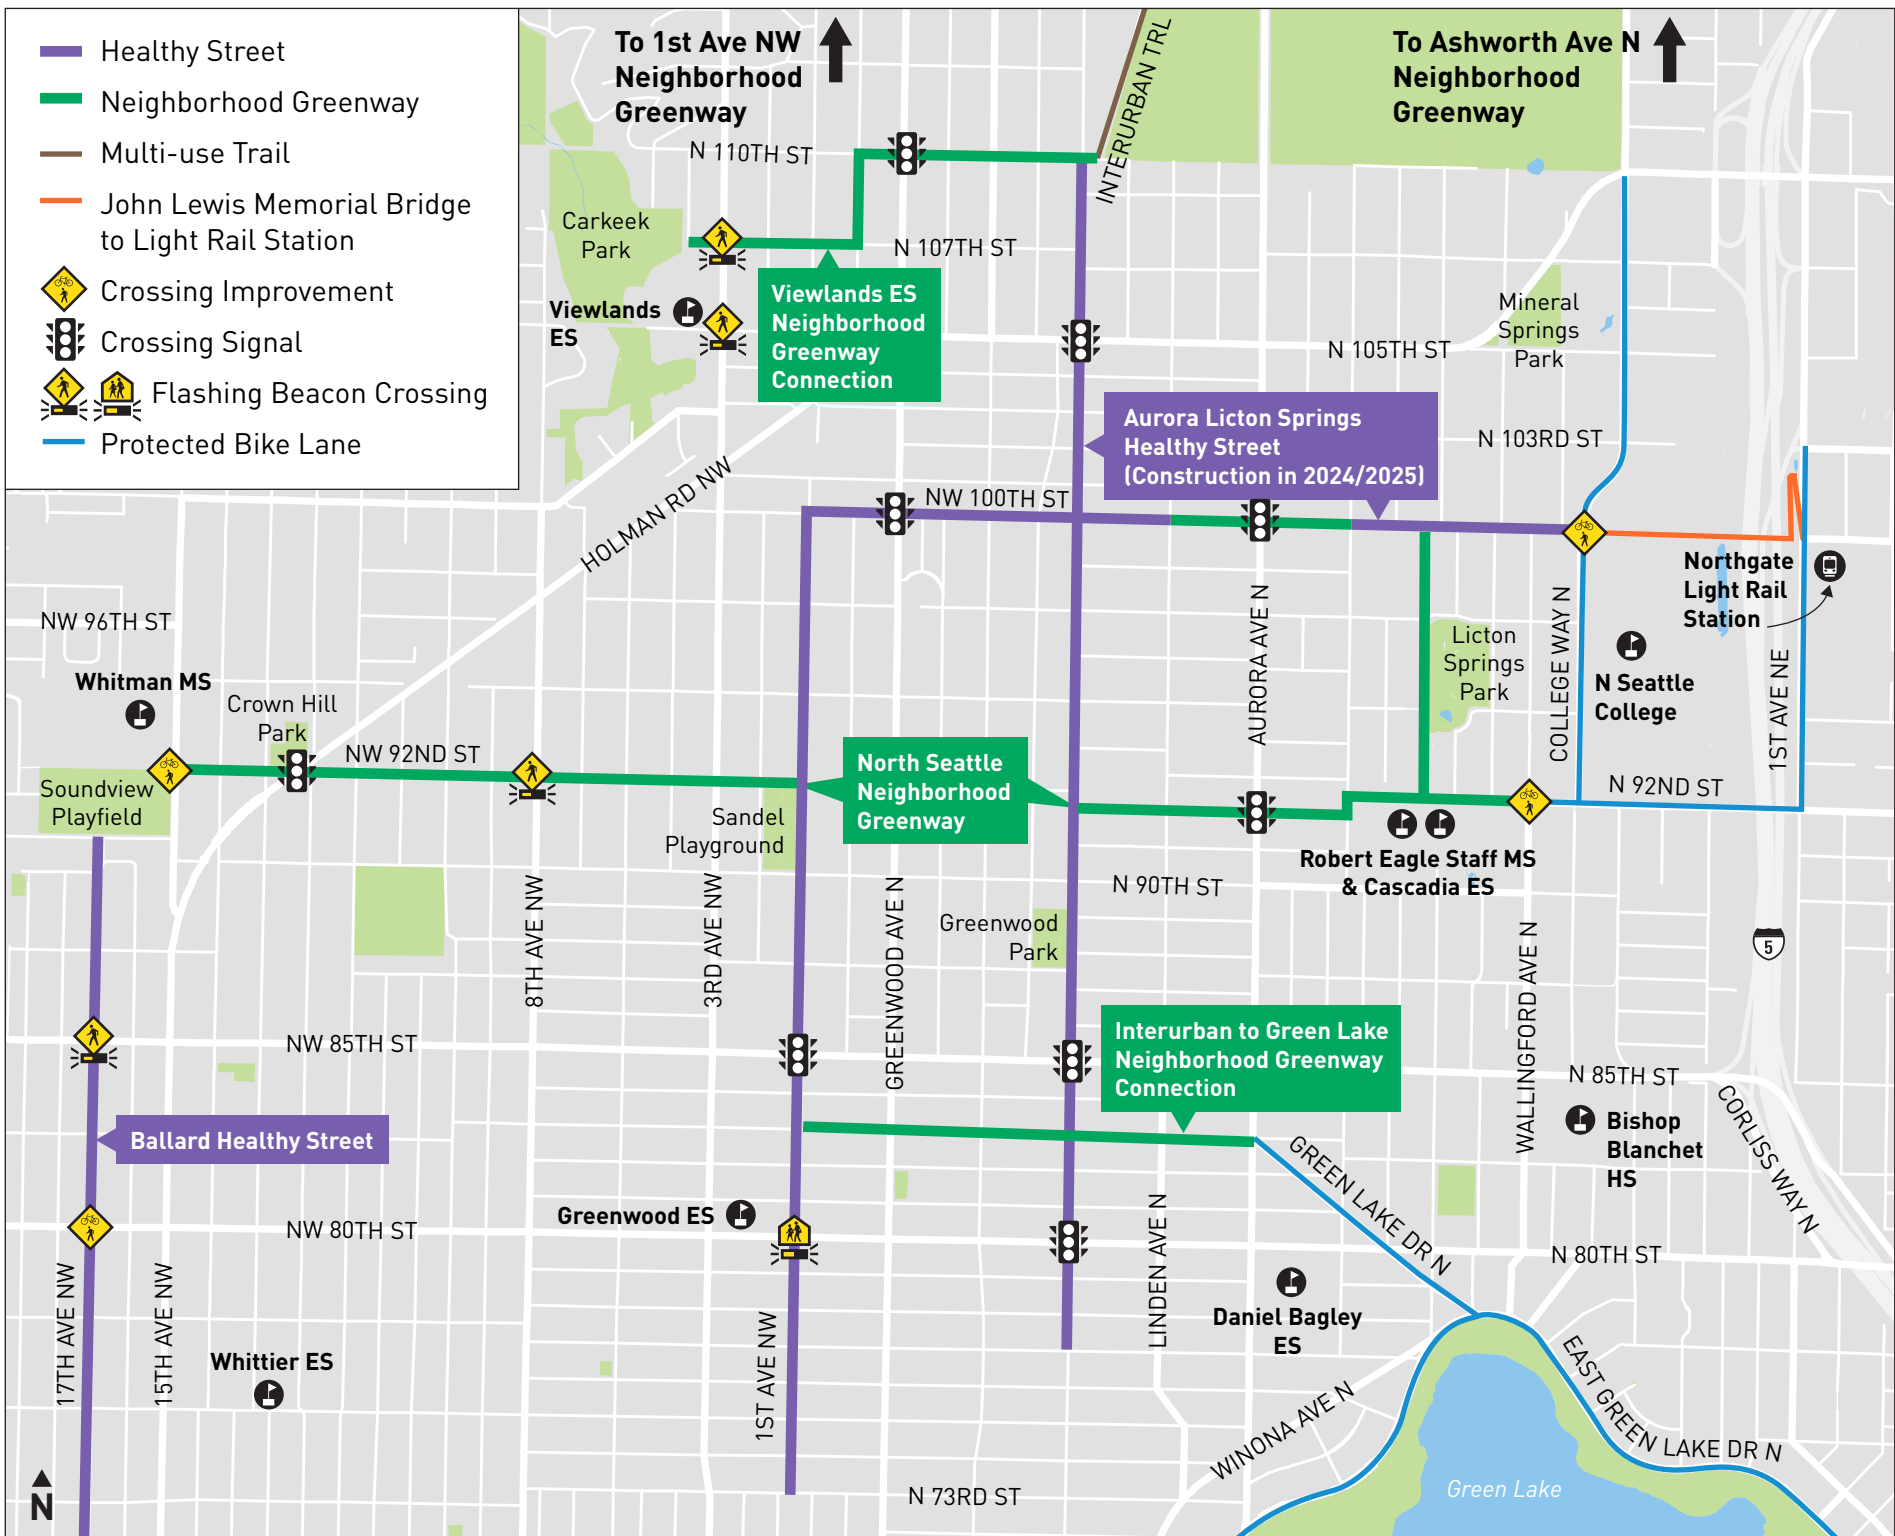 Healthy Street
Neighborhood Greenway
Multi-use Trail
John Lewis Memorial Bridge
to Light Rail Station
Crossing Improvement
Crossing Signal
Flashing Beacon Crossing
Protected Bike Lane
To 1st Ave NW
Neighborhood
Greenway
To Ashworth Ave N
Neighborhood
Greenway
INTERURBAN TRL
N 110TH ST
Carkeek
Park
N 107TH ST
Viewlands
ES
Viewlands ES
Neighborhood
Greenway
Connection
Mineral
Springs
Park
N 105TH ST
Aurora Licton Springs
Healthy Street
(Construction in 2024/2025)
N 103RD ST
HOLMAN RD NW
NW 100TH ST
Northgate
Light Rail
Station
NW 96TH ST
AURORA AVE N
Licton
Springs
Park
COLLEGE WAY N
N Seattle
College
1ST AVE NE
Whitman MS
Crown Hill
Park
NW 92ND ST
North Seattle
Neighborhood
Greenway
N 92ND ST
Soundview
Playfield
Sandel
Playground
Robert Eagle Staff MS
& Cascadia ES
N 90TH ST
8TH AVE NW
3RD AVE NW
GREENWOOD AVE N
Greenwood
Park
WALLINGFORD AVE N
5
NW 85TH ST
Interurban to Green Lake
Neighborhood Greenway
Connection
N 85TH ST
Ballard Healthy Street
Bishop
Blanchet
HS
CORLISS WAY N
GREEN LAKE DR N
Greenwood ES
NW 80TH ST
N 80TH ST
17TH AVE NW
15TH AVE NW
LINDEN AVE N
Daniel Bagley
ES
1ST AVE NW
Whittier ES
WINONA AVE N
EAST GREEN LAKE DR N
Green Lake
N 73RD ST
N